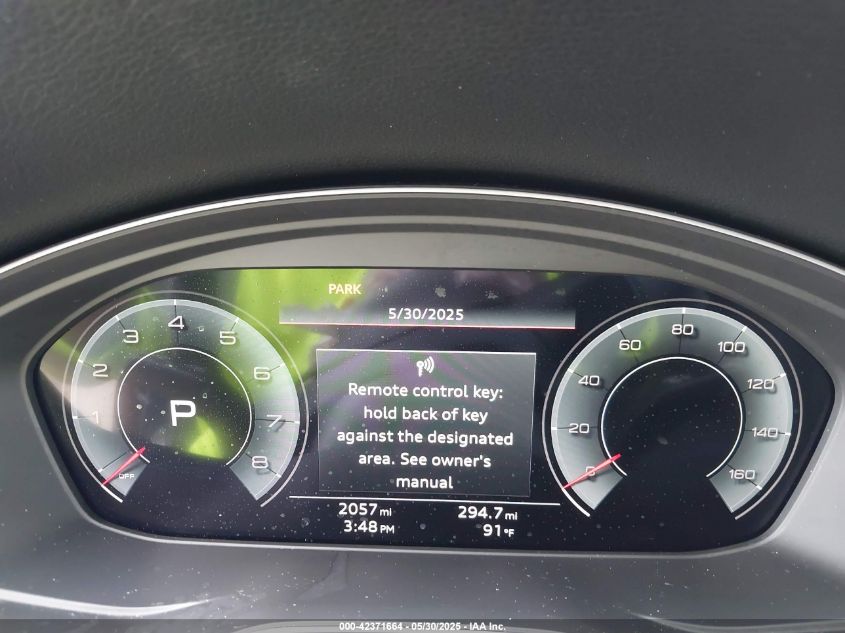 PARK
5/30/2025
Remote control key:
hold back of key
against the designated
area. See owner's
manual
1 2 3 4 5 6 7 8
OFF
P
0 20 40 60 80 100 120 140 160
2057 mi 294.7 mi
3:48 PM 91 °F
000-42371664 - 05/30/2025 - IAA Inc.